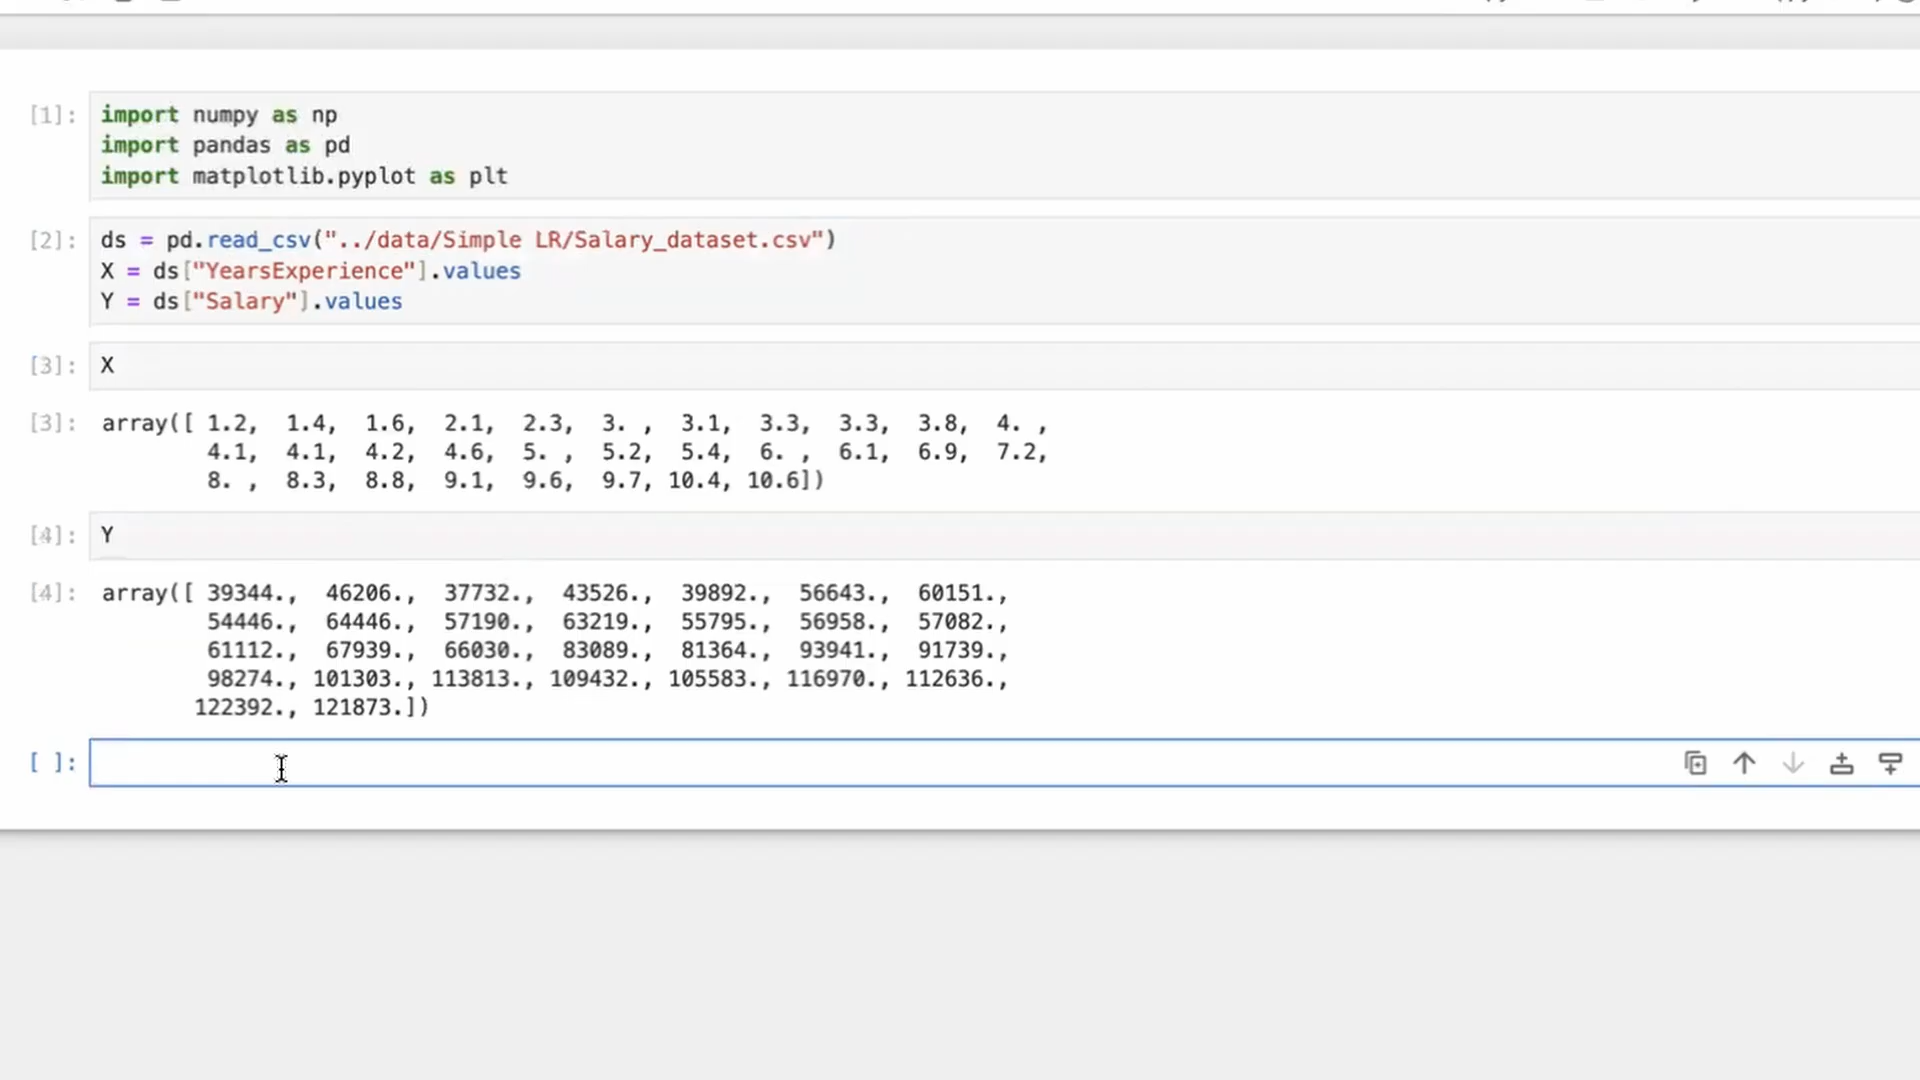 [1]: import numpy as np
import pandas as pd
import matplotlib.pyplot as plt
[2]: ds = pd.read_csv("../data/Simple LR/Salary_dataset.csv")
X = ds["YearsExperience"].values
Y = ds["Salary"].values
[3]: X
[3]: array([ 1.2,  1.4,  1.6,  2.1,  2.3,  3. ,  3.1,  3.3,  3.3,  3.8,  4. ,
4.1,  4.1,  4.2,  4.6,  5. ,  5.2,  5.4,  6. ,  6.1,  6.9,  7.2,
8. ,  8.3,  8.8,  9.1,  9.6,  9.7, 10.4, 10.6])
[4]: Y
[4]: array([ 39344.,  46206.,  37732.,  43526.,  39892.,  56643.,  60151.,
54446.,  64446.,  57190.,  63219.,  55795.,  56958.,  57082.,
61112.,  67939.,  66030.,  83089.,  81364.,  93941.,  91739.,
98274., 101303., 113813., 109432., 105583., 116970., 112636.,
122392., 121873.])
[ ]: